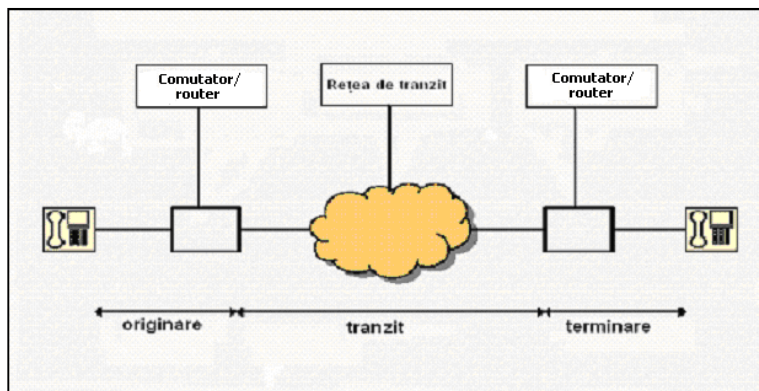 Comutator/
router
Rețea de tranzit
Comutator/
router
originare
tranzit
terminare